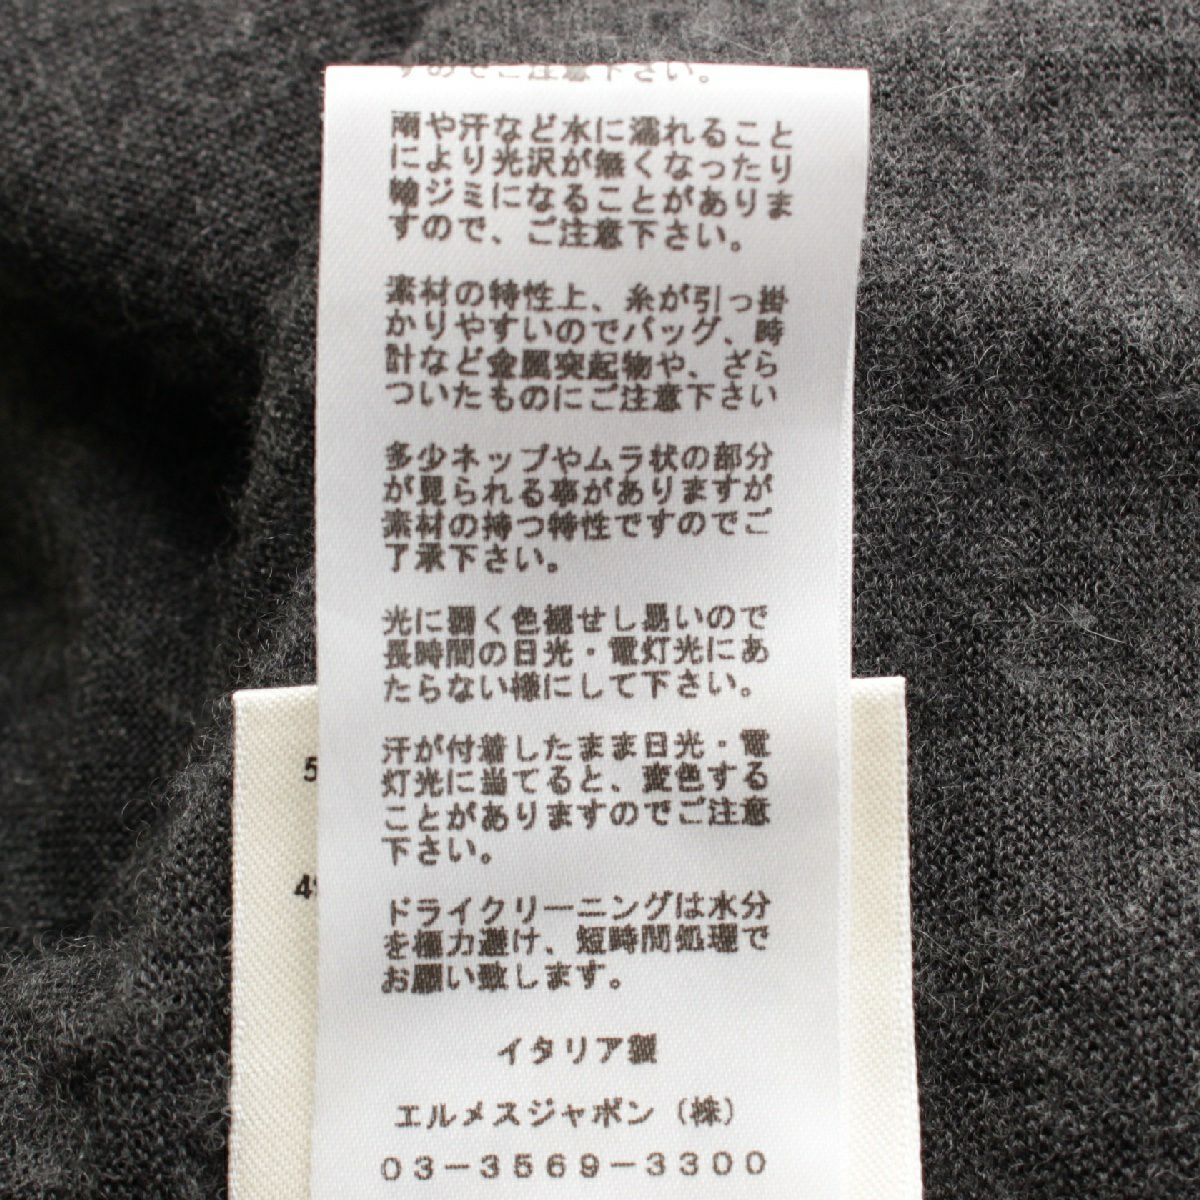 すのでご注意下さい。
雨や汗など水に濡れること
により光沢が無くなったり
輪ジミになることがありま
すので、ご注意下さい。
素材の特性上、糸が引っ掛
かりやすいのでバッグ、時
計など金属突起物や、ざら
ついたものにご注意下さい
多少ネップやムラ状の部分
が見られる事がありますが
素材の持つ特性ですのでご
了承下さい。
光に弱く色褪せし易いので
長時間の日光・電灯光にあ
たらない様にして下さい。
汗が付着したまま日光・電
灯光に当てると、変色する
ことがありますのでご注意
下さい。
ドライクリーニングは水分
を極力避け、短時間処理で
お願い致します。
イタリア製
エルメスジャポン（株）
03-3569-3300